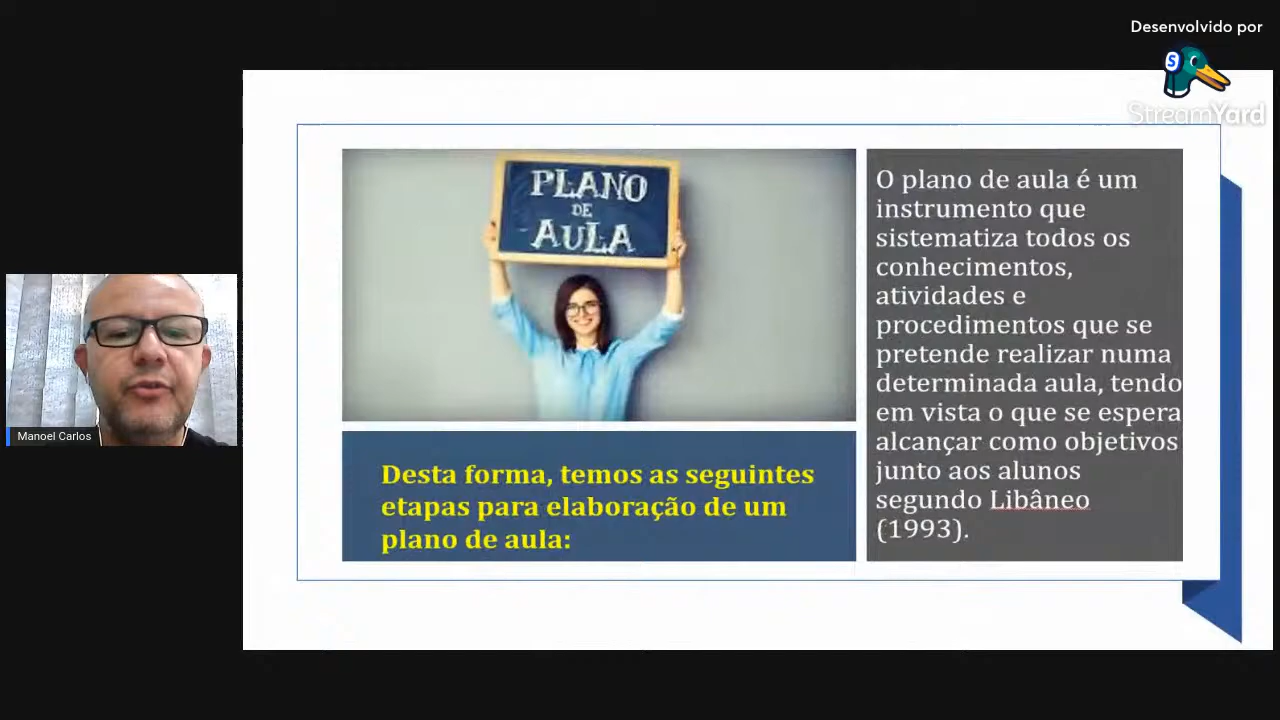 Desenvolvido por
StreamYard
PLANO
DE
AULA
O plano de aula é um
instrumento que
sistematiza todos os
conhecimentos,
atividades e
procedimentos que se
pretende realizar numa
determinada aula, tendo
em vista o que se espera
alcançar como objetivos
junto aos alunos
segundo Libâneo
(1993).
Desta forma, temos as seguintes
etapas para elaboração de um
plano de aula:
Manoel Carlos